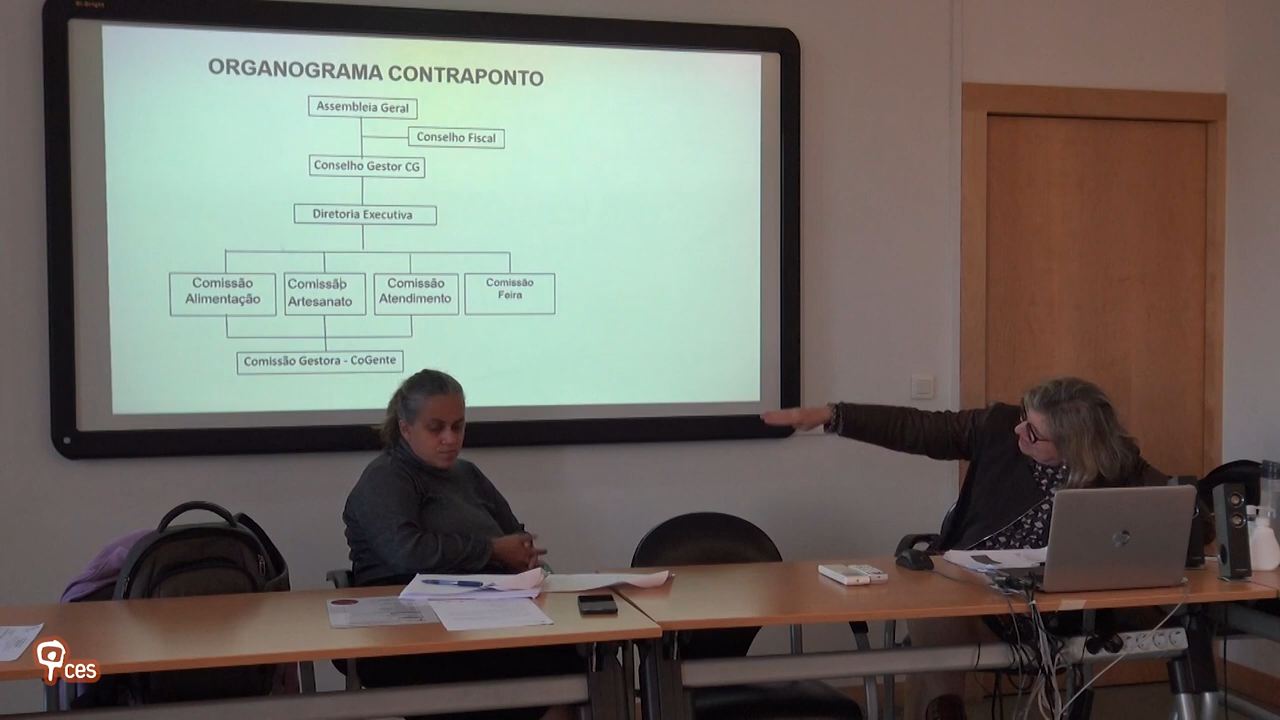 ORGANOGRAMA CONTRAPONTO
Assembleia Geral
Conselho Fiscal
Conselho Gestor CG
Diretoria Executiva
Comissão
Alimentação
Comissão
Artesanato
Comissão
Atendimento
Comissão
Feira
Comissão Gestora - CoGente
ces